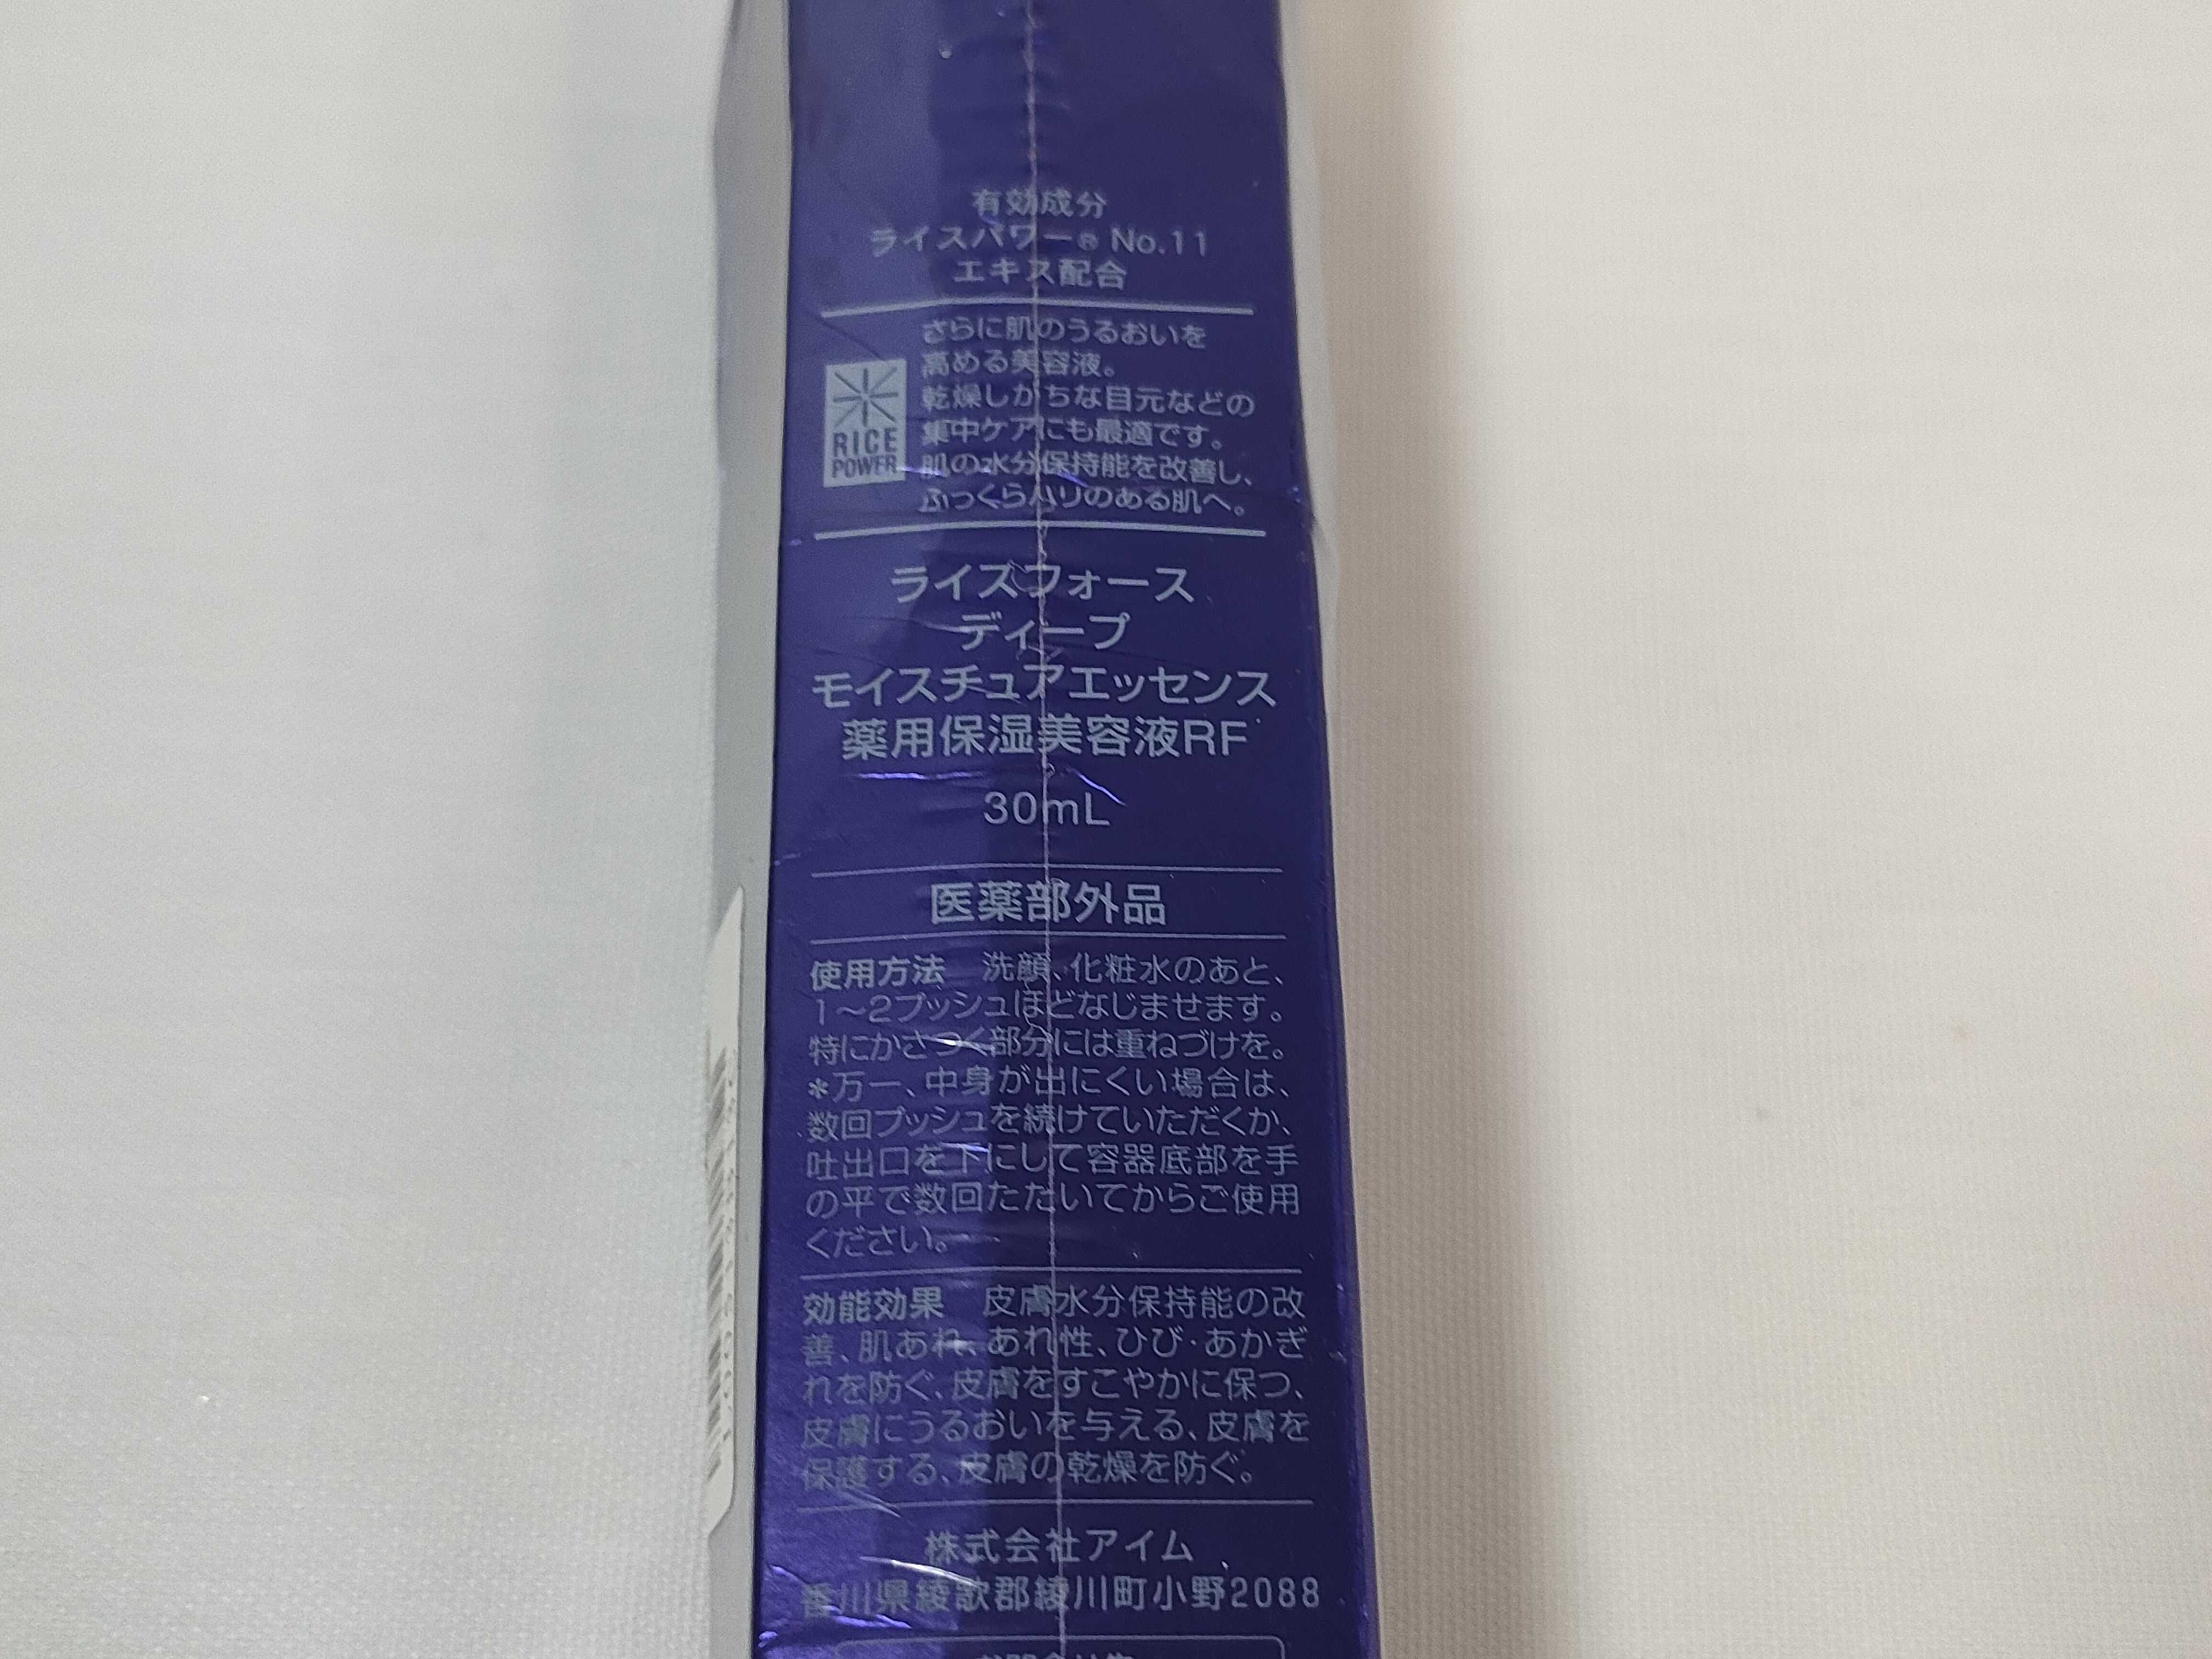 有効成分
ライスパワー® No.11
エキス配合
さらに肌のうるおいを
高める美容液。
乾燥しがちな目元などの
集中ケアにも最適です。
肌の水分保持能を改善し、
ふっくらハリのある肌へ。
RICE
POWER
ライスフォース
ディープ
モイスチュアエッセンス
薬用保湿美容液RF
30mL
医薬部外品
使用方法 洗顔、化粧水のあと、
1～2プッシュほどなじませます。
特にかさつく部分には重ねづけを。
*万一、中身が出にくい場合は、
数回プッシュを続けていただくか、
吐出口を下にして容器底部を手
の平で数回たたいてからご使用
ください。
効能効果 皮膚水分保持能の改
善、肌あれ、あれ性、ひび・あかぎ
れを防ぐ、皮膚をすこやかに保つ、
皮膚にうるおいを与える、皮膚を
保護する、皮膚の乾燥を防ぐ。
株式会社アイム
香川県綾歌郡綾川町小野2088